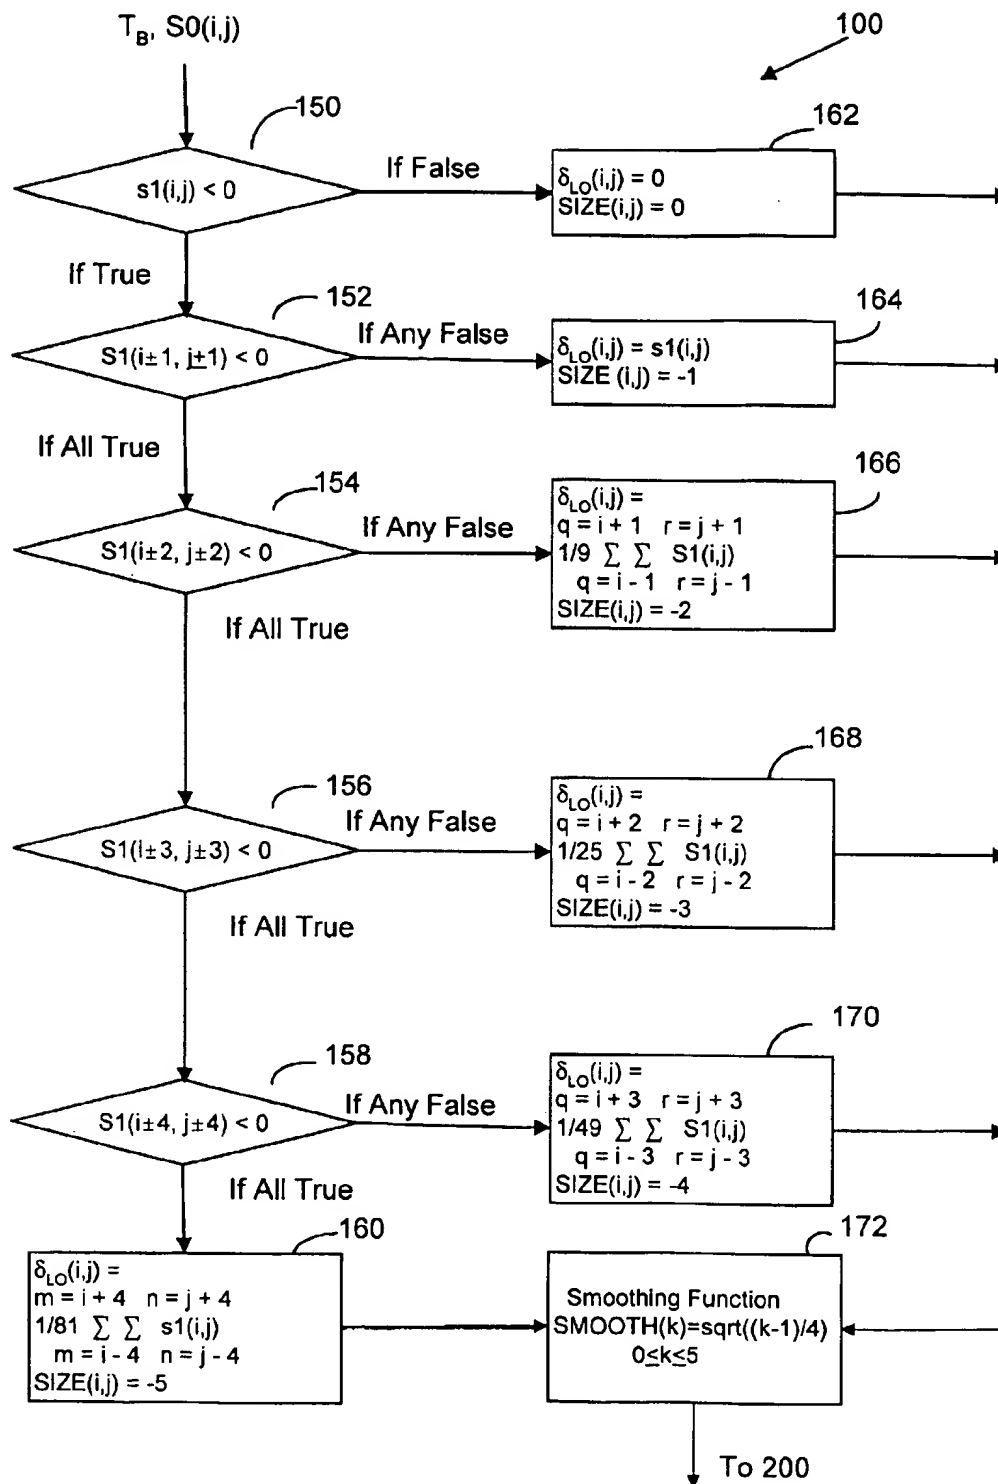 T_B, S0(i,j)
100
150
s1(i,j) < 0
If False
162
δ_LO(i,j) = 0
SIZE(i,j) = 0
If True
152
S1(i±1, j±1) < 0
If Any False
164
δ_LO(i,j) = s1(i,j)
SIZE (i,j) = -1
If All True
154
S1(i±2, j±2) < 0
If Any False
166
δ_LO(i,j) =
q = i + 1 r = j + 1
1/9 Σ Σ S1(i,j)
q = i - 1 r = j - 1
SIZE(i,j) = -2
If All True
156
S1(i±3, j±3) < 0
If Any False
168
δ_LO(i,j) =
q = i + 2 r = j + 2
1/25 Σ Σ S1(i,j)
q = i - 2 r = j - 2
SIZE(i,j) = -3
If All True
158
S1(i±4, j±4) < 0
If Any False
170
δ_LO(i,j) =
q = i + 3 r = j + 3
1/49 Σ Σ S1(i,j)
q = i - 3 r = j - 3
SIZE(i,j) = -4
If All True
160
δ_LO(i,j) =
m = i + 4 n = j + 4
1/81 Σ Σ s1(i,j)
m = i - 4 n = j - 4
SIZE(i,j) = -5
172
Smoothing Function
SMOOTH(k)=sqrt((k-1)/4)
0≤k≤5
To 200